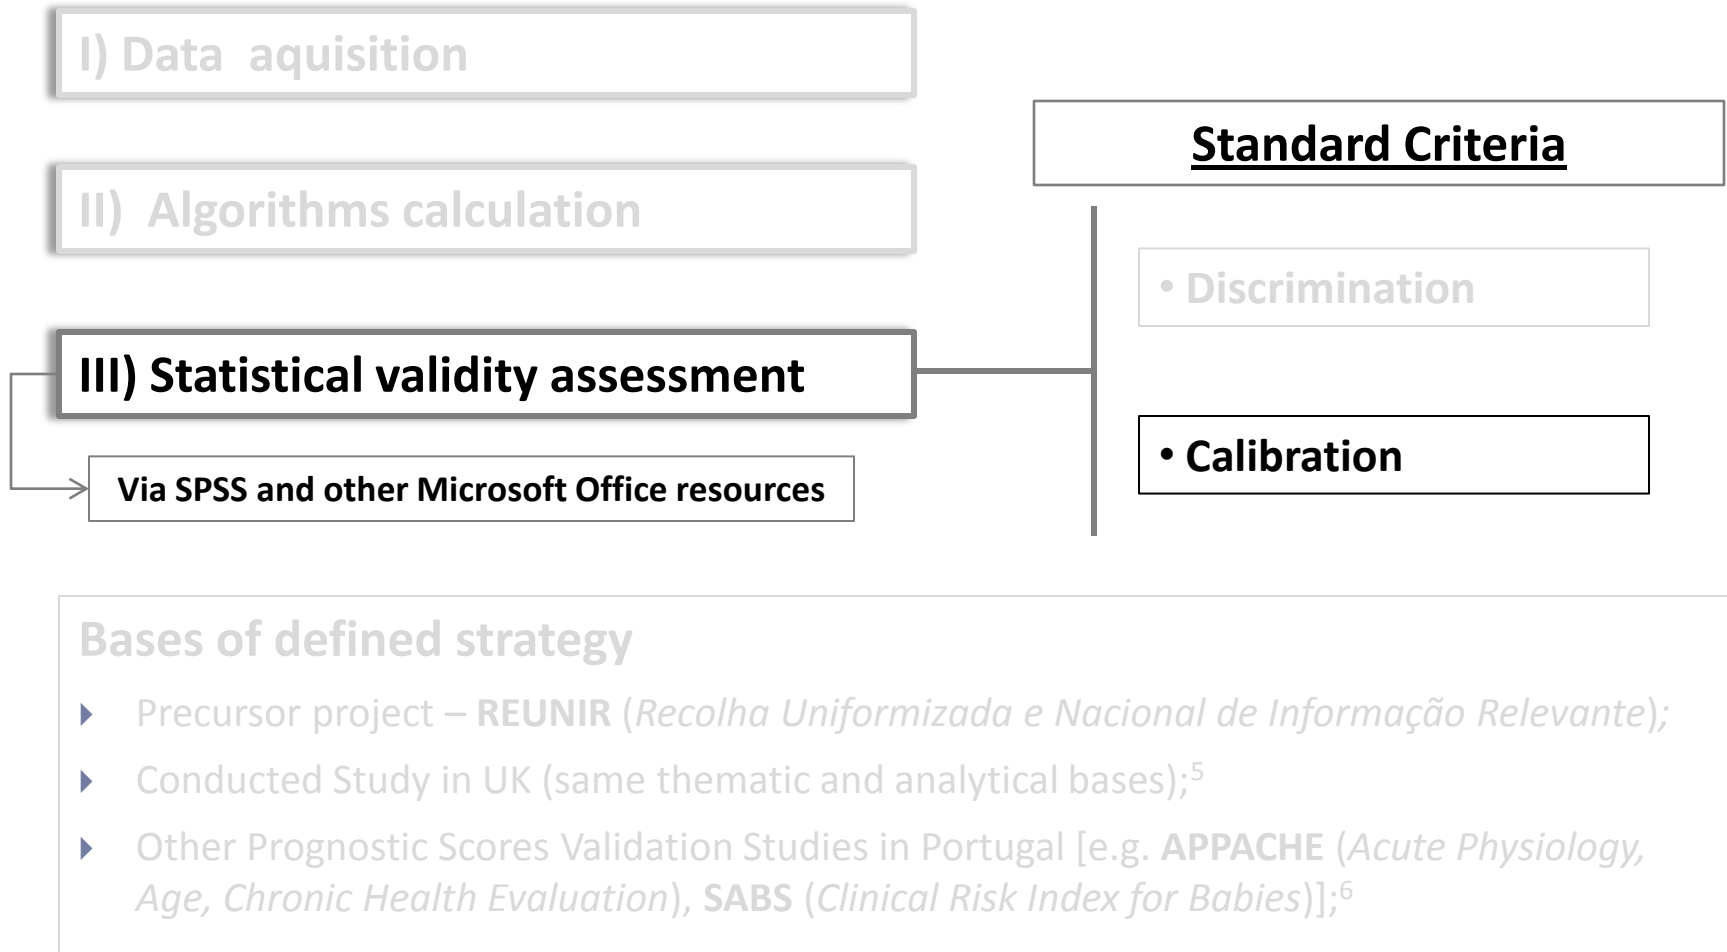 I) Data aquisition
II) Algorithms calculation
III) Statistical validity assessment
Via SPSS and other Microsoft Office resources
Standard Criteria
• Discrimination
• Calibration
Bases of defined strategy
Precursor project – REUNIR (Recolha Uniformizada e Nacional de Informação Relevante);
Conducted Study in UK (same thematic and analytical bases);5
Other Prognostic Scores Validation Studies in Portugal [e.g. APPACHE (Acute Physiology,
Age, Chronic Health Evaluation), SABS (Clinical Risk Index for Babies)];6